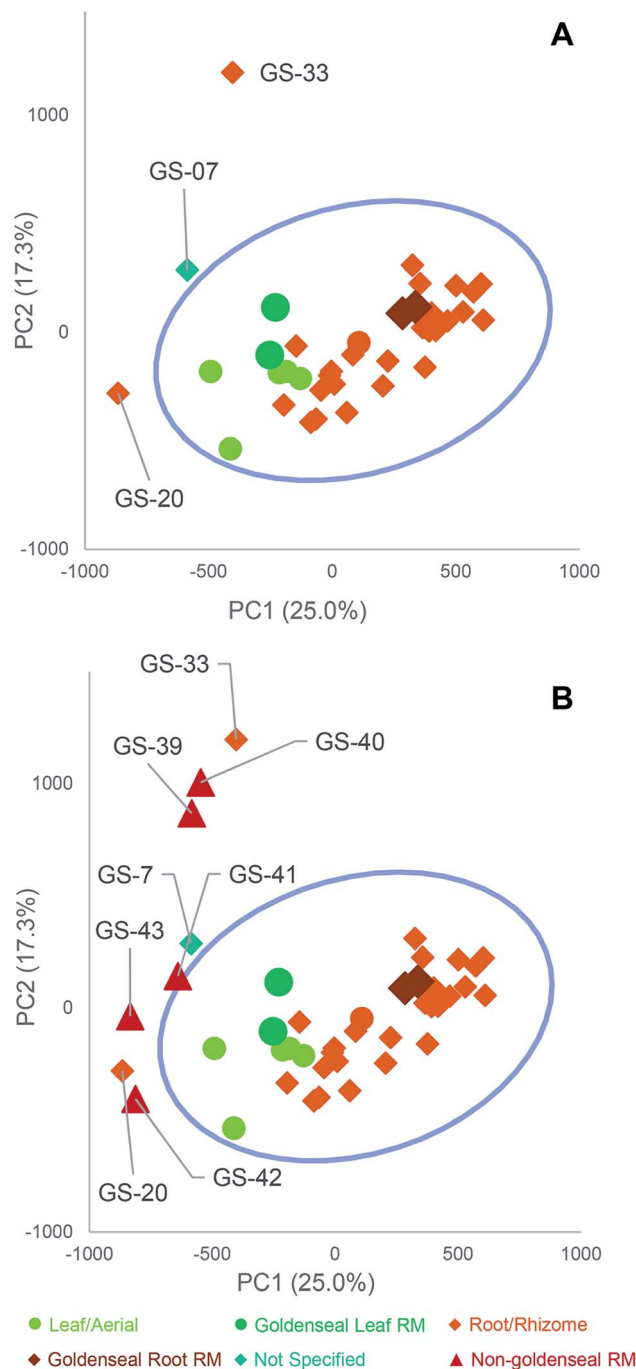 A
GS-33
1000
GS-07
PC2 (17.3%)
0
GS-20
-1000
-1000
-500
0
500
1000
PC1 (25.0%)
GS-33
B
GS-39
GS-40
1000
GS-7
GS-41
GS-43
PC2 (17.3%)
0
GS-20
GS-42
-1000
-1000
-500
0
500
1000
PC1 (25.0%)
Leaf/Aerial
Goldenseal Leaf RM
Root/Rhizome
Goldenseal Root RM
Not Specified
Non-goldenseal RM